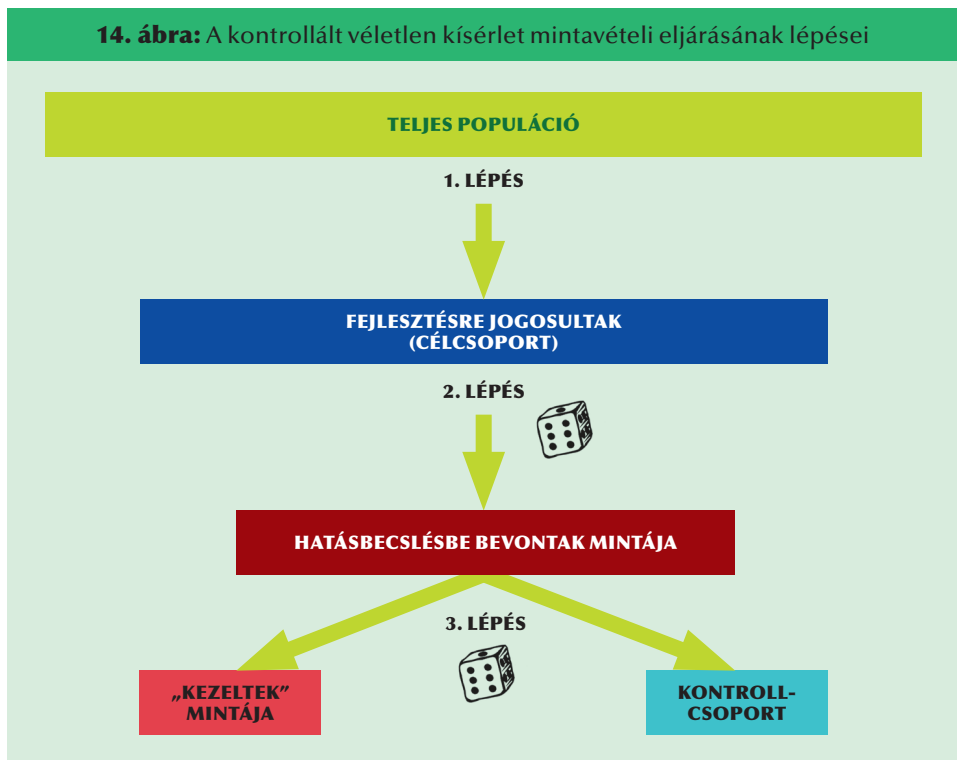 14. ábra: A kontrollált véletlen kísérlet mintavételi eljárásának lépései
TELJES POPULÁCIÓ
1. LÉPÉS
FEJLESZTÉSRE JOGOSULTAK
(CÉLCSOPORT)
2. LÉPÉS
HATÁSBECSLÉSBE BEVONTAK MINTÁJA
3. LÉPÉS
„KEZELTEK”
MINTÁJA
KONTROLL-
CSOPORT